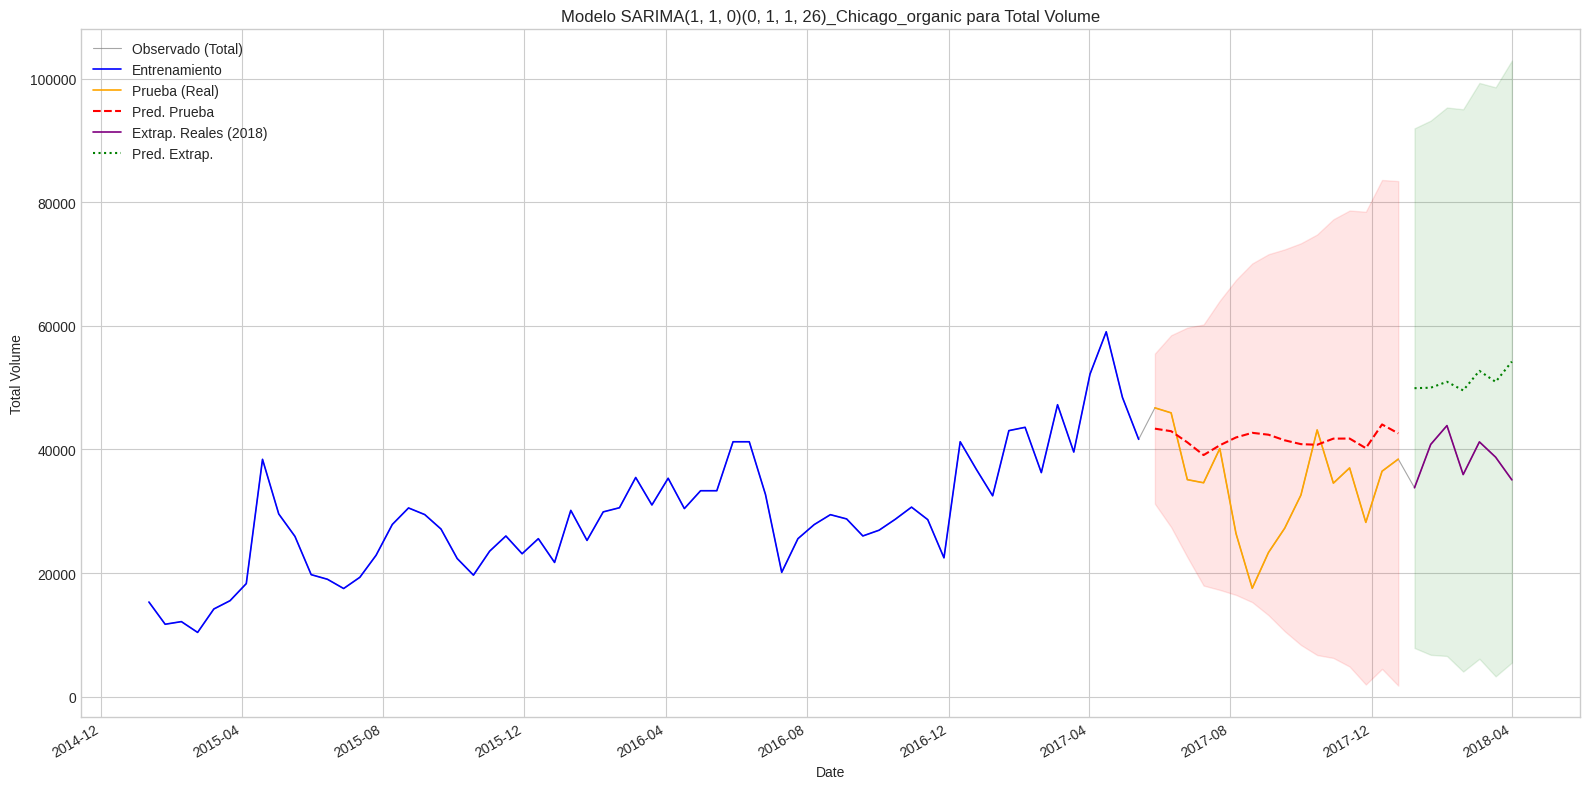 Modelo SARIMA(1, 1, 0)(0, 1, 1, 26)_Chicago_organic para Total Volume
Observado (Total)
Entrenamiento
Prueba (Real)
Pred. Prueba
Extrap. Reales (2018)
Pred. Extrap.
Total Volume
100000
80000
60000
40000
20000
0
2014-12
2015-04
2015-08
2015-12
2016-04
2016-08
2016-12
2017-04
2017-08
2017-12
2018-04
Date